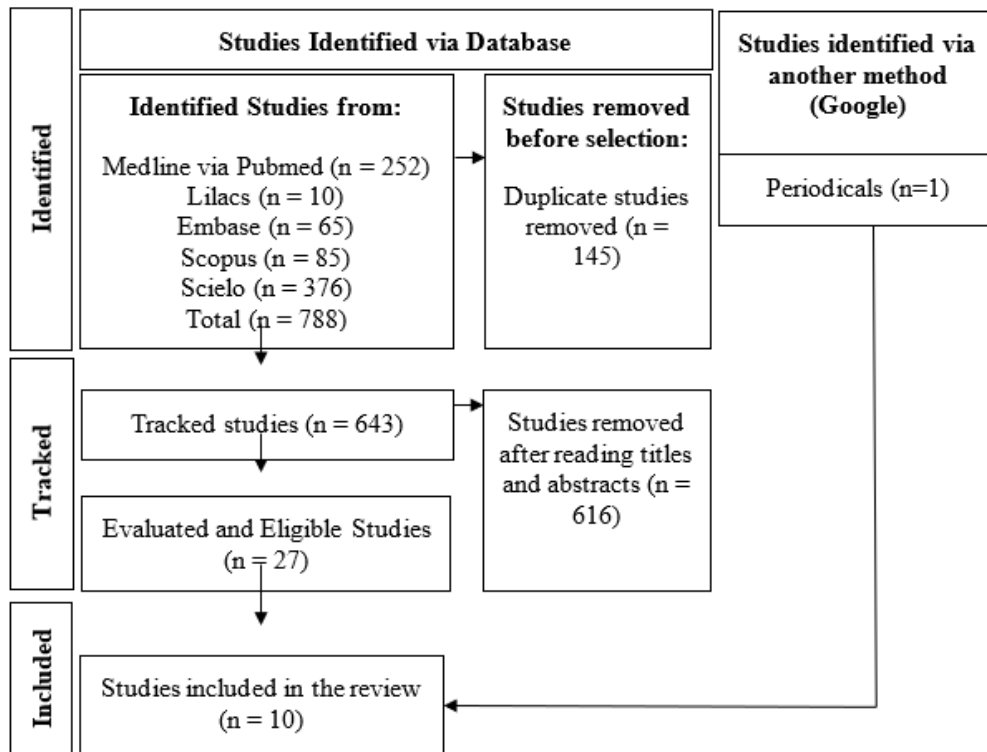 Identified
Studies Identified via Database
Identified Studies from:
Medline via Pubmed (n = 252)
Lilacs (n = 10)
Embase (n = 65)
Scopus (n = 85)
Scielo (n = 376)
Total (n = 788)
Studies removed
before selection:
Duplicate studies
removed (n =
145)
Studies identified via
another method
(Google)
Periodicals (n=1)
Tracked
Tracked studies (n = 643)
Studies removed
after reading titles
and abstracts (n =
616)
Evaluated and Eligible Studies
(n = 27)
Included
Studies included in the review
(n = 10)